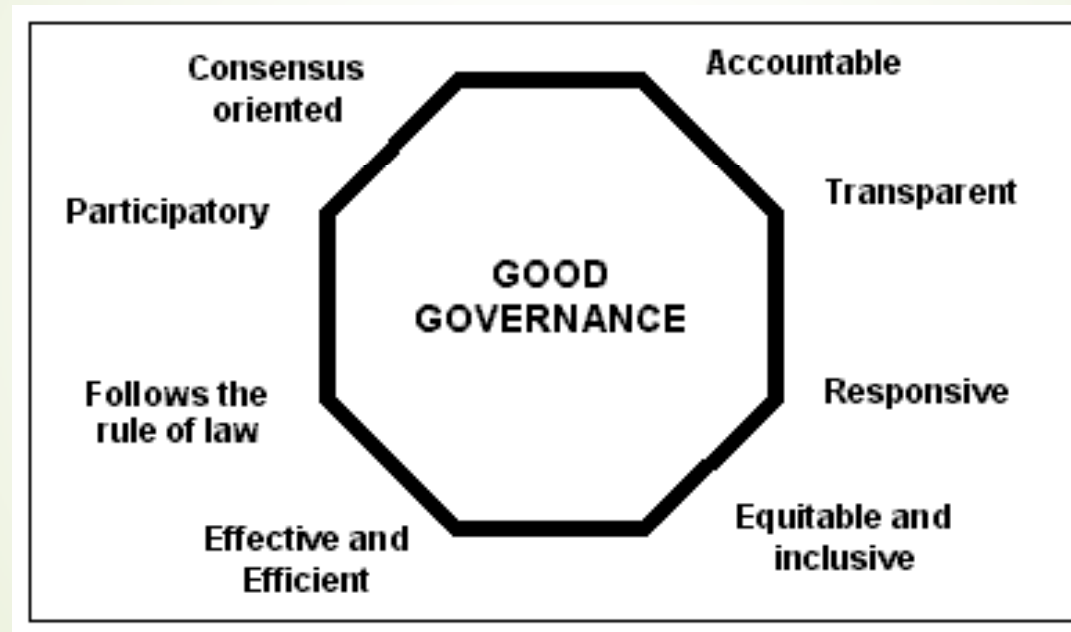 Consensus
oriented
Accountable
Participatory
Transparent
GOOD
GOVERNANCE
Follows the
rule of law
Responsive
Effective and
Efficient
Equitable and
inclusive